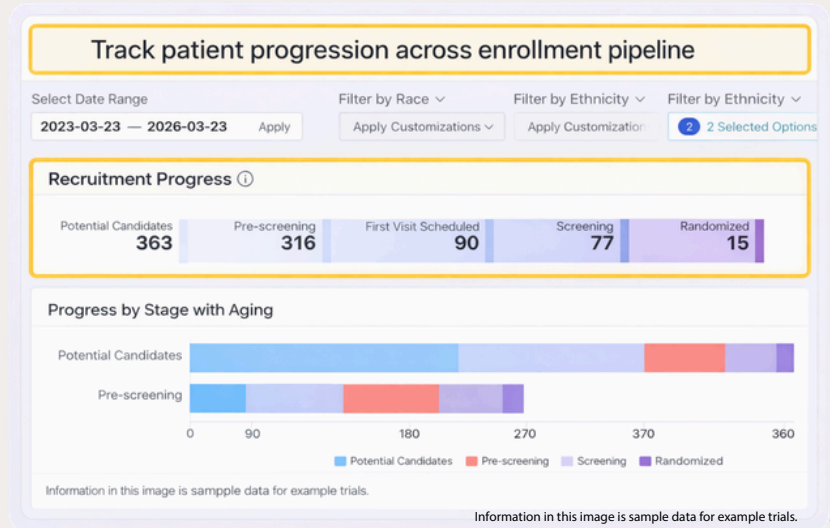 Track patient progression across enrollment pipeline
Select Date Range
Filter by Race
Filter by Ethnicity
Filter by Ethnicity
2023-03-23 — 2026-03-23
Apply
Apply Customizations
Apply Customization
2
2 Selected Options
Recruitment Progress
Potential Candidates
Pre-screening
First Visit Scheduled
Screening
Randomized
363
316
90
77
15
Progress by Stage with Aging
Potential Candidates
Pre-screening
0 90 180 270 370 360
Potential Candidates Pre-screening Screening Randomized
Information in this image is sampple data for example trials.
Information in this image is sample data for example trials.